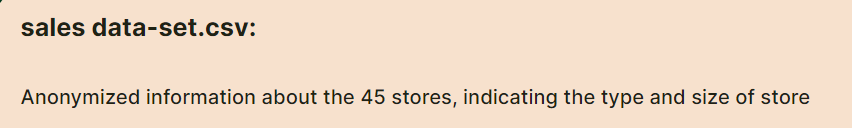 sales data-set.csv:
Anonymized information about the 45 stores, indicating the type and size of store